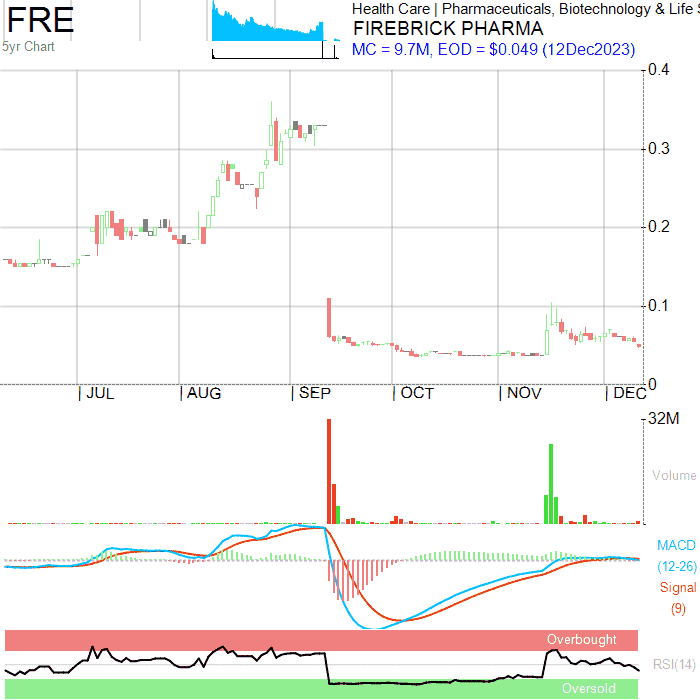 FRE
5yr Chart
Health Care | Pharmaceuticals, Biotechnology & Life S
FIREBRICK PHARMA
MC = 9.7M, EOD = $0.049 (12Dec2023)
0.4
0.3
0.2
0.1
0
| JUL | AUG | SEP | OCT | NOV | DEC
32M
Volume
MACD
(12-26)
Signal
(9)
Overbought
RSI(14)
Oversold